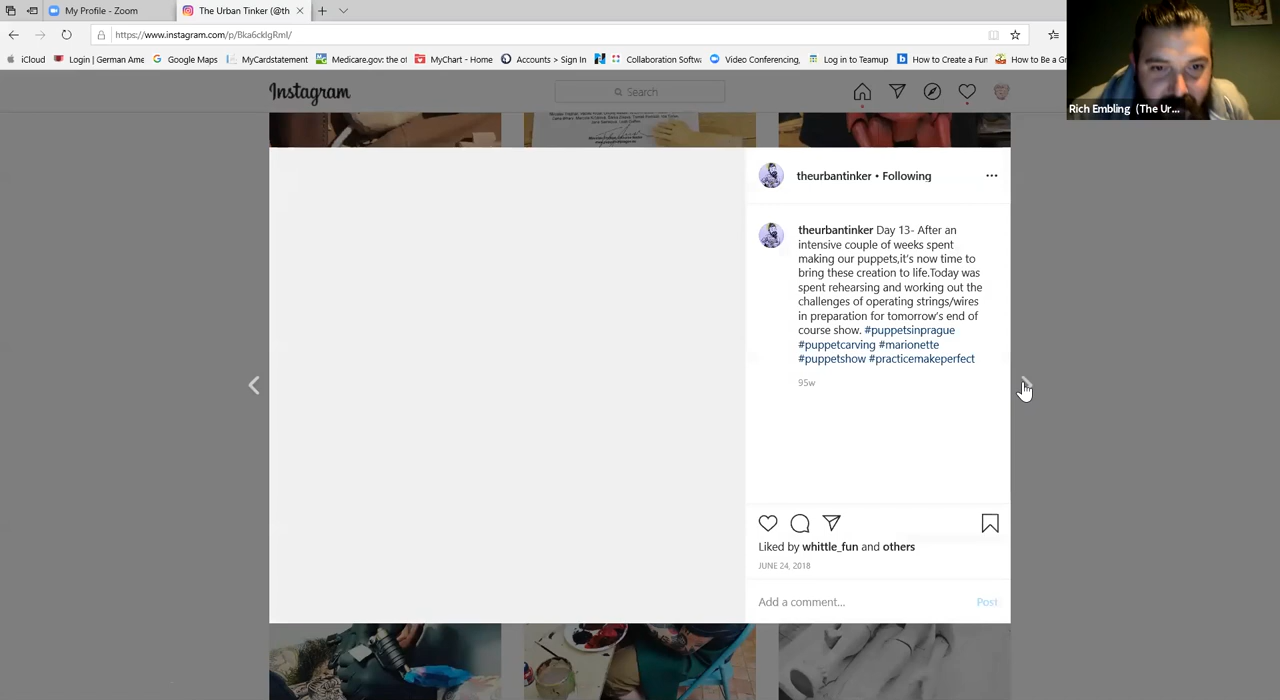 My Profile - Zoom
The Urban Tinker (@th
https://www.instagram.com/p/Bka6cklgRmI/
iCloud
Login | German Ame
Google Maps
MyCardstatement
Medicare.gov: the of
MyChart - Home
Accounts > Sign In
Collaboration Softwa
Video Conferencing,
Log in to Teamup
How to Create a Fun
How to Be a Gr
Rich Embling (The Ur...
Instagram
Search
theurbantinker • Following
theurbantinker Day 13- After an
intensive couple of weeks spent
making our puppets,it's now time to
bring these creation to life.Today was
spent rehearsing and working out the
challenges of operating strings/wires
in preparation for tomorrow's end of
course show. #puppetsinprague
#puppetcarving #marionette
#puppetshow #practicemakeperfect
95w
Liked by whittle_fun and others
JUNE 24, 2018
Add a comment...
Post